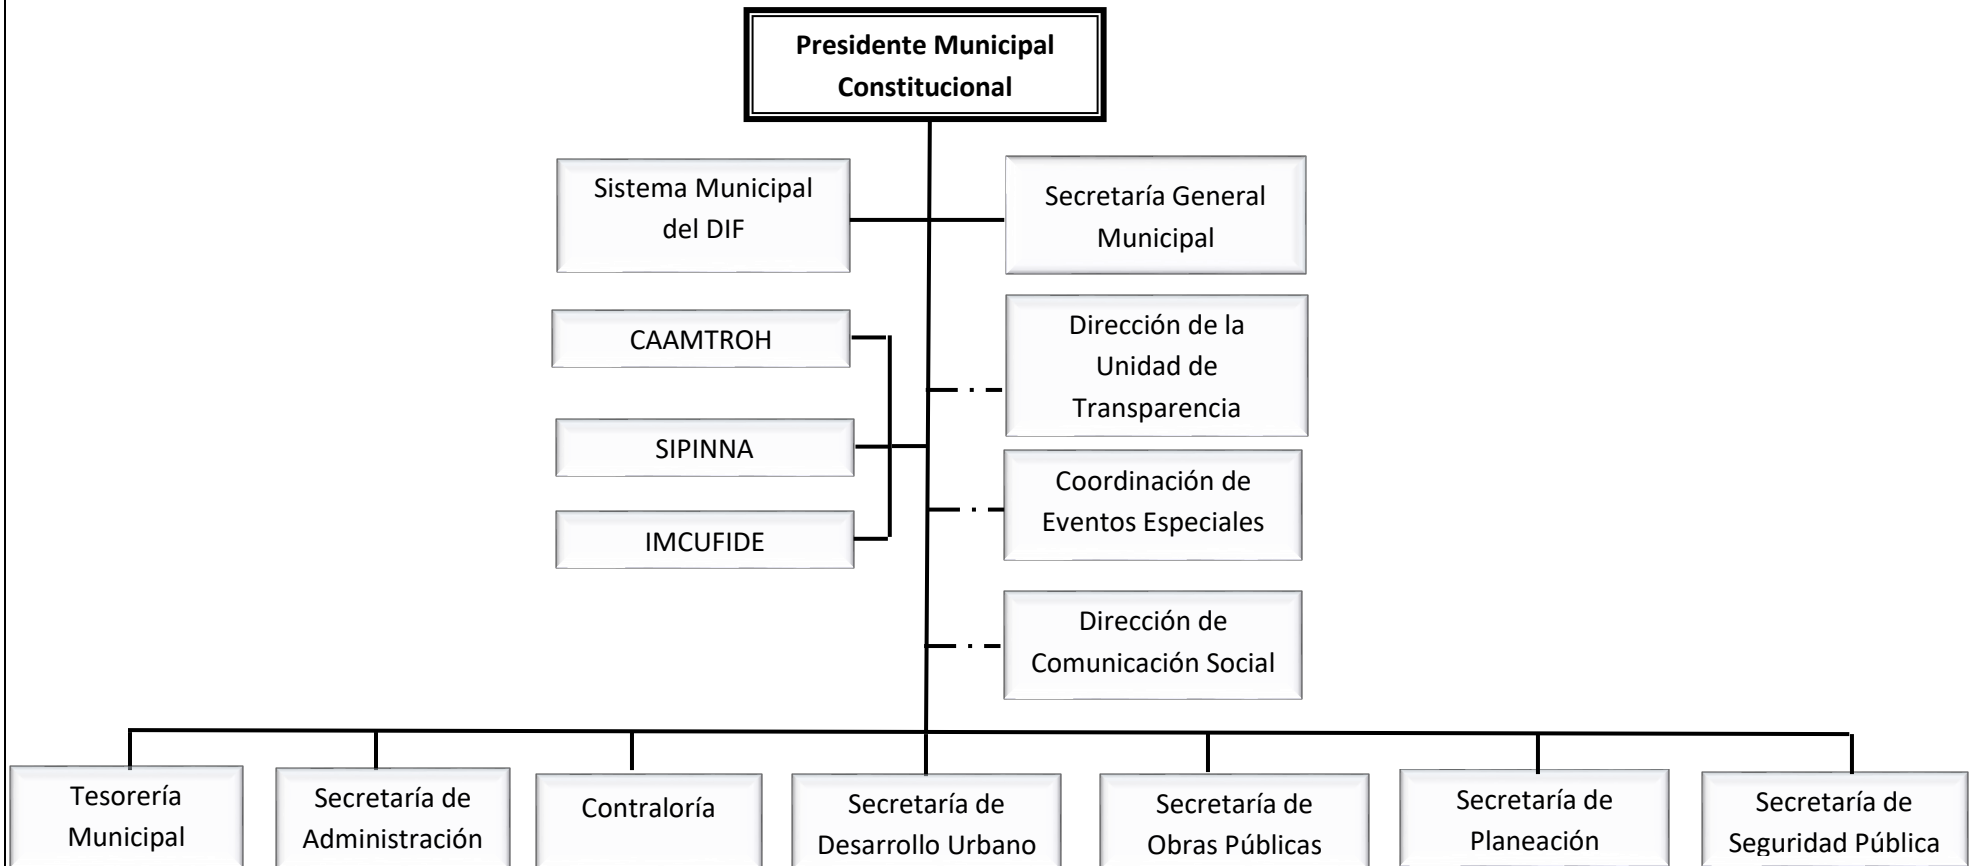 Presidente Municipal
Constitucional
Sistema Municipal
del DIF
Secretaría General
Municipal
CAAMTROH
Dirección de la
Unidad de
Transparencia
SIPINNA
Coordinación de
Eventos Especiales
IMCUFIDE
Dirección de
Comunicación Social
Tesorería
Municipal
Secretaría de
Administración
Contraloría
Secretaría de
Desarrollo Urbano
Secretaría de
Obras Públicas
Secretaría de
Planeación
Secretaría de
Seguridad Pública